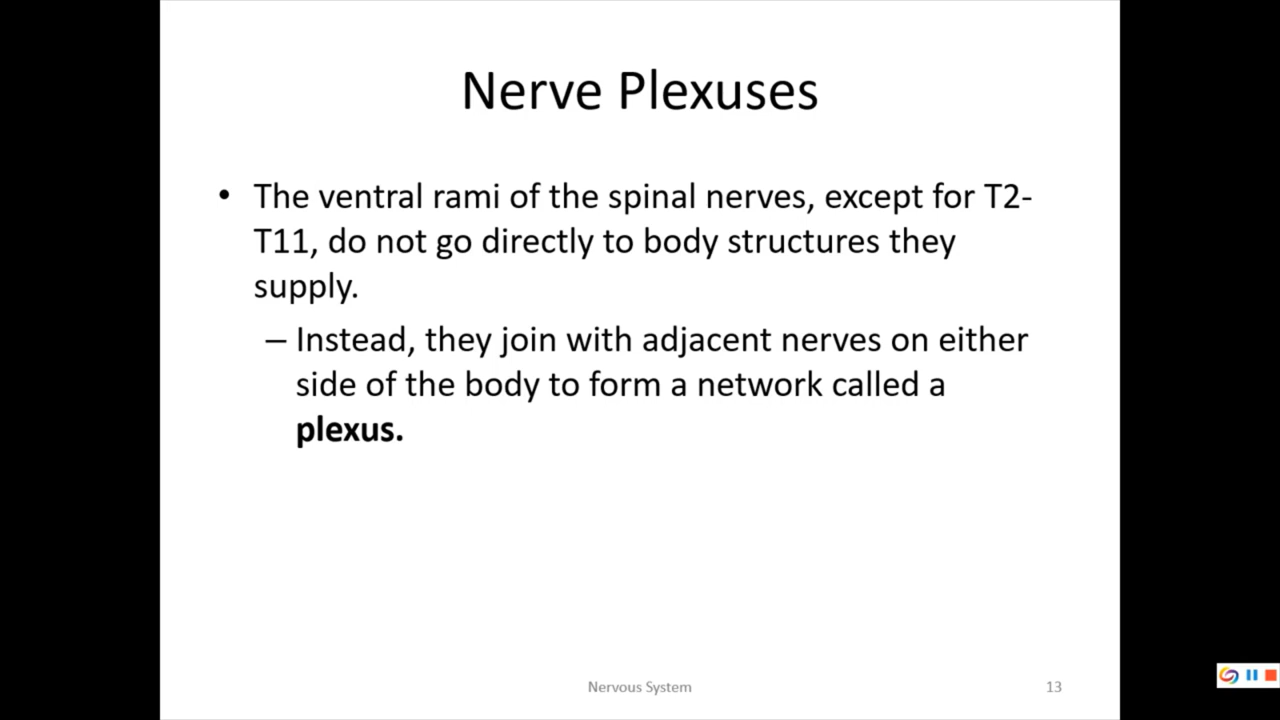 Nerve Plexuses
• The ventral rami of the spinal nerves, except for T2-
T11, do not go directly to body structures they
supply.
– Instead, they join with adjacent nerves on either
side of the body to form a network called a
plexus.
Nervous System
13